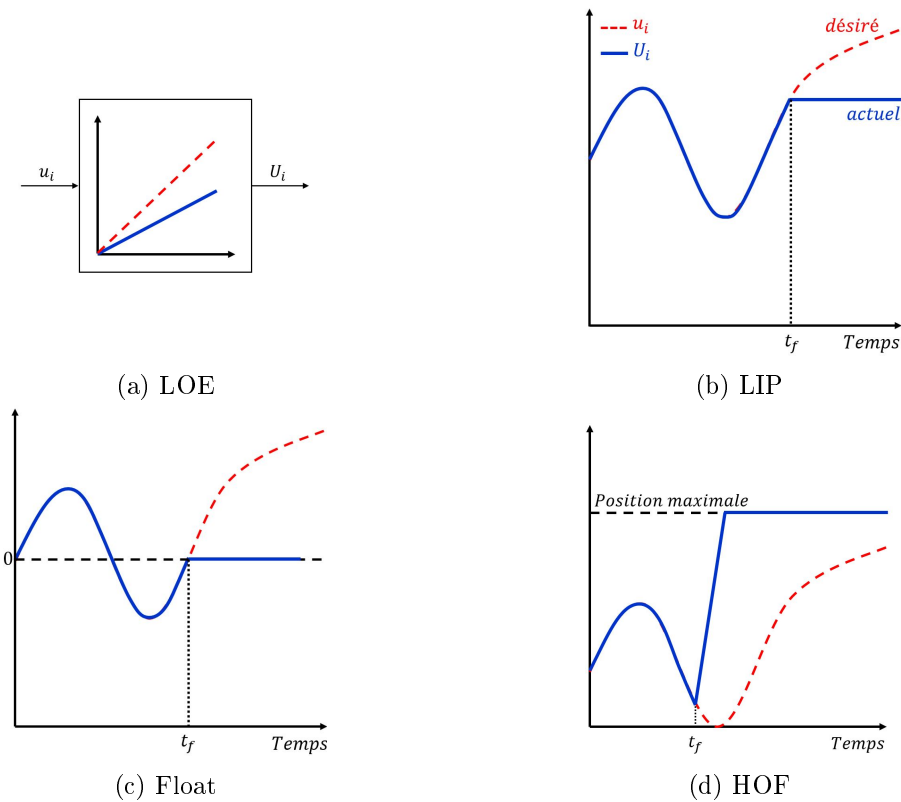 u_i
U_i
(a) LOE
u_i
U_i
désiré
actuel
t_f
Temps
(b) LIP
0
t_f
Temps
(c) Float
Position maximale
t_f
Temps
(d) HOF